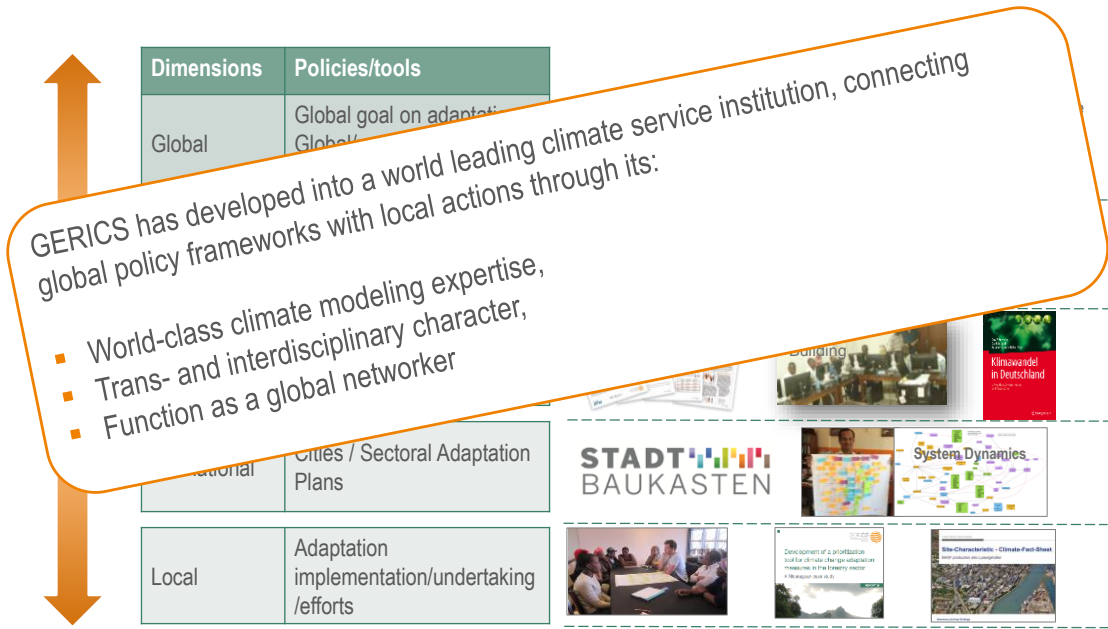 Dimensions
Policies/tools
Global
Global goal on
GERICS has developed into a world leading climate service institution, connecting
global policy frameworks with local actions through its:
▪ World-class climate modeling expertise,
▪ Trans- and interdisciplinary character,
▪ Function as a global networker
Building
Klimawandel
in Deutschland
Cities / Sectoral Adaptation
Plans
STADT
BAUKASTEN
System Dynamics
Local
Adaptation
implementation/undertaking
/efforts
Development of a prioritization
tool for climate change adaptation
measures in the forestry sector
A Nicaraguan case study
Site-Characteristic - Climate-Fact-Sheet